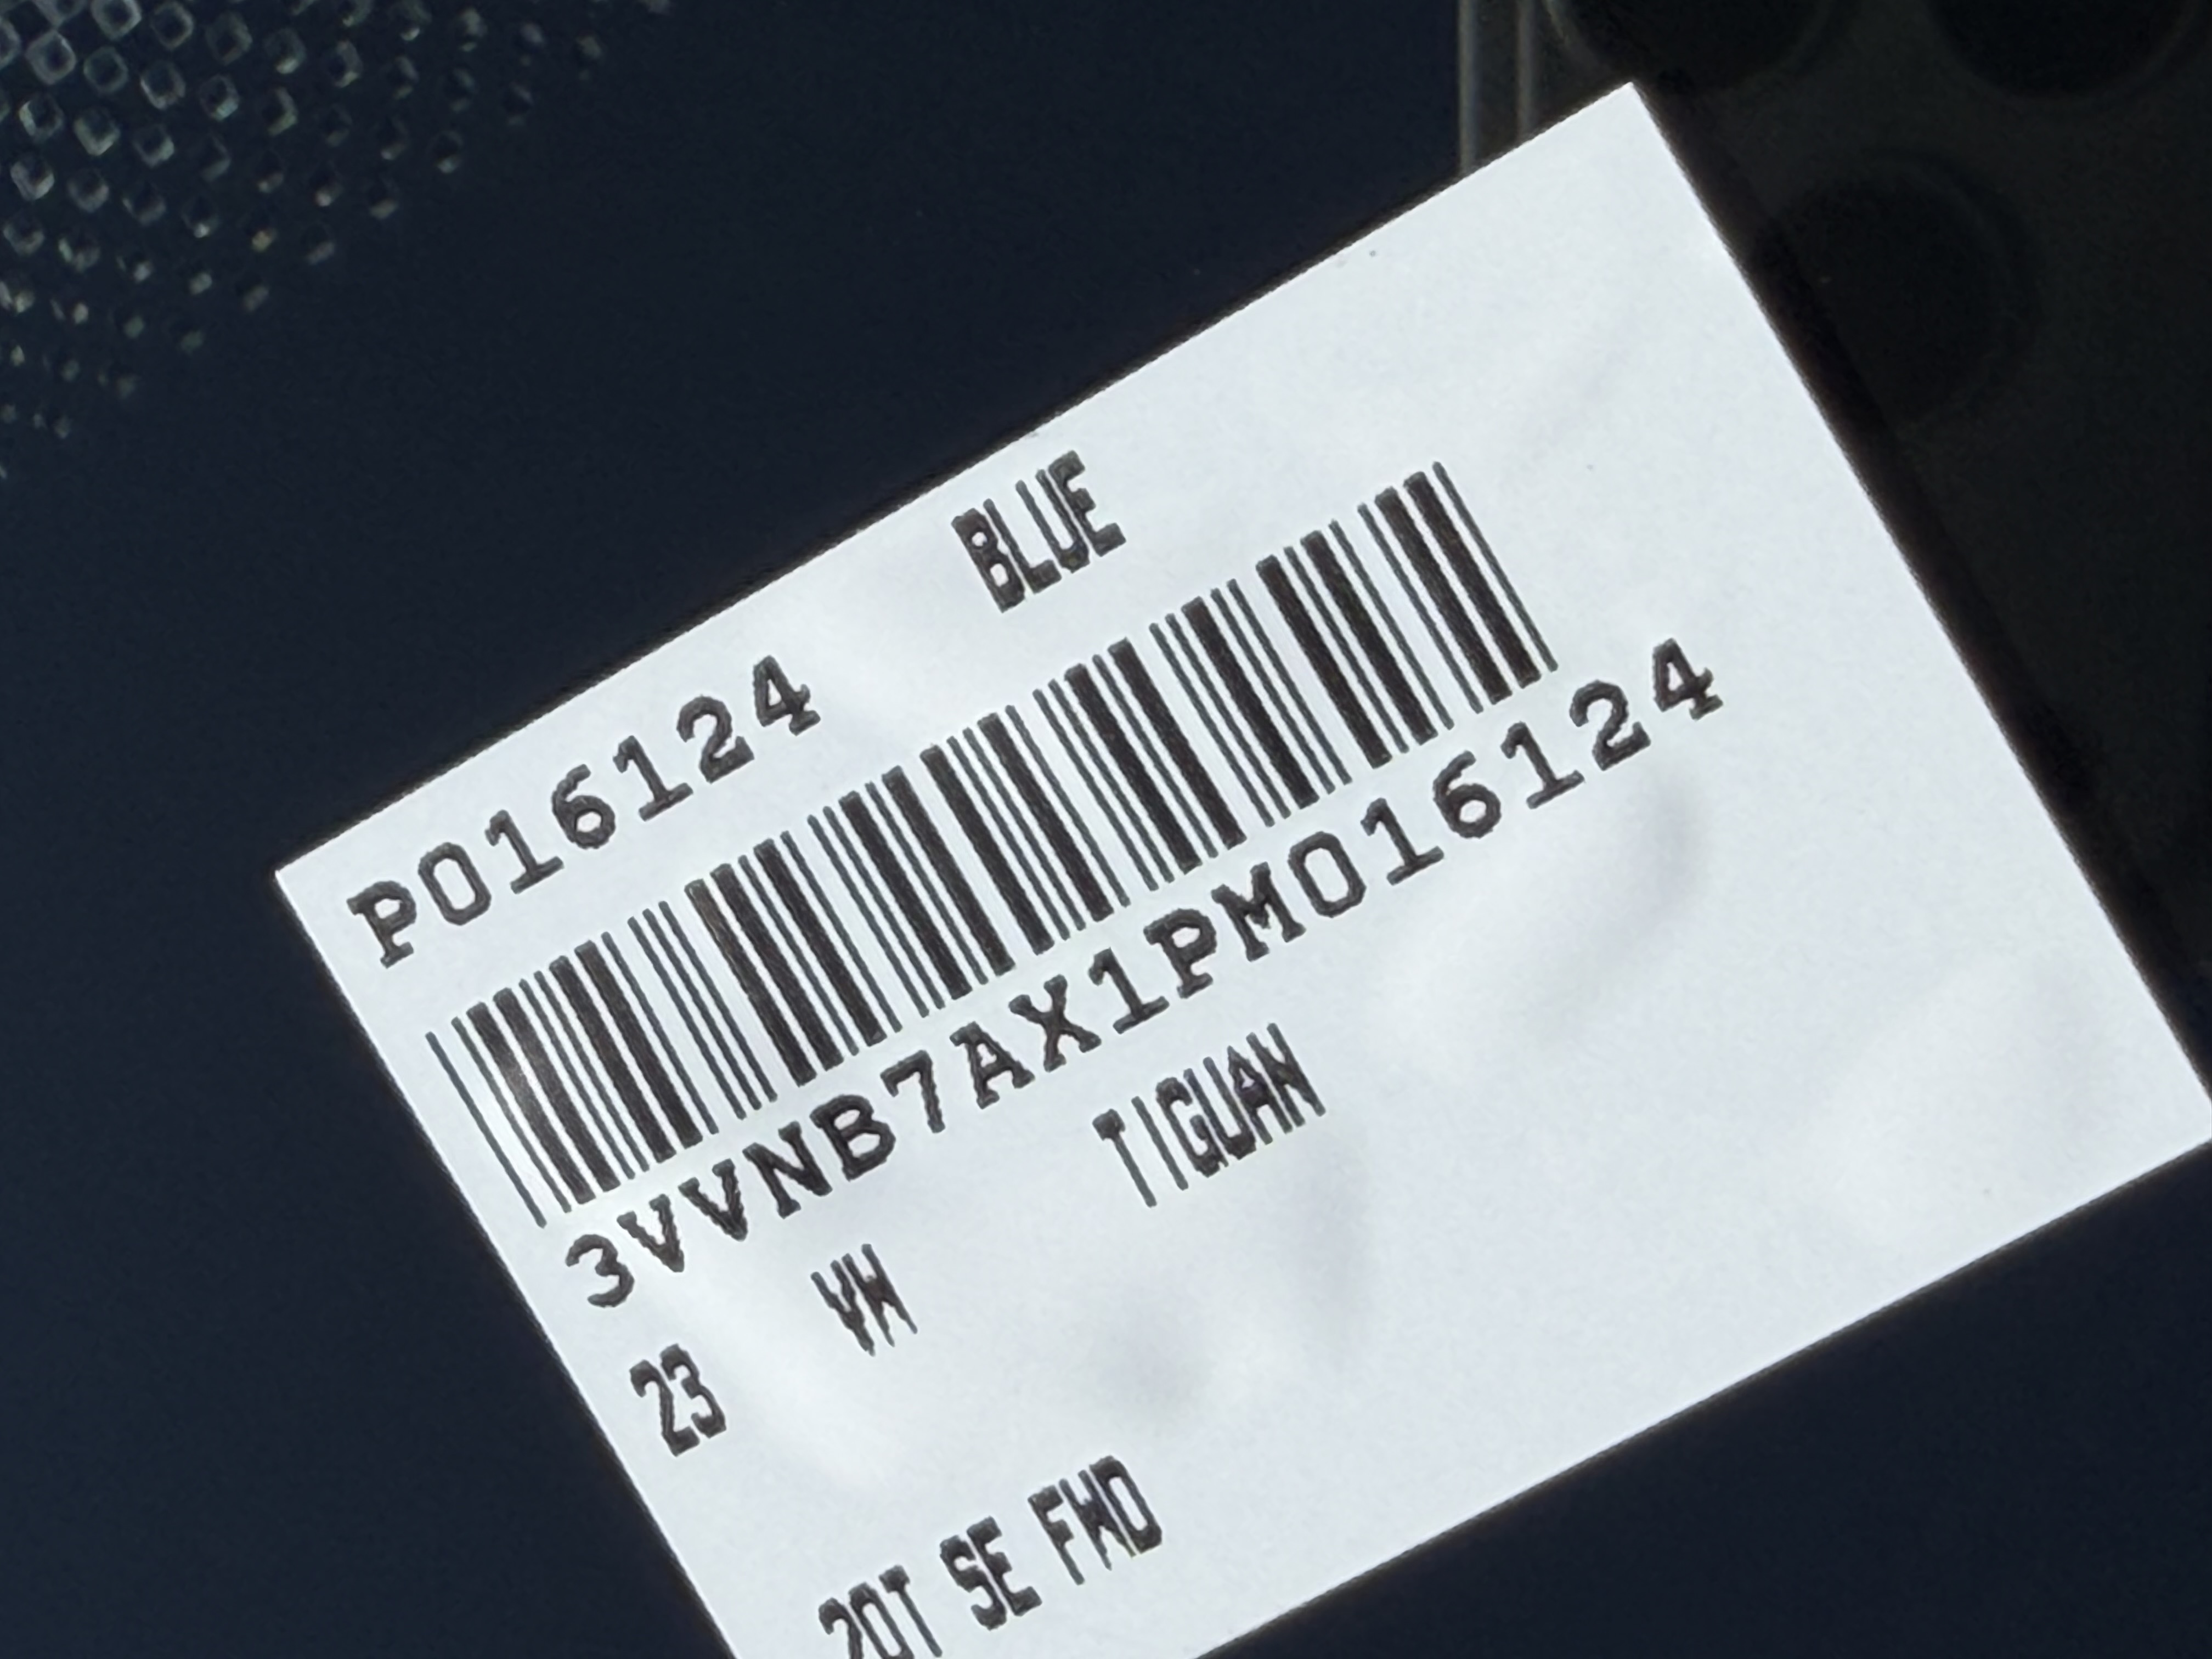 P016124 BLUE
3VVNB7AX1PM016124
23 VW TIGUAN
20T SE FWD